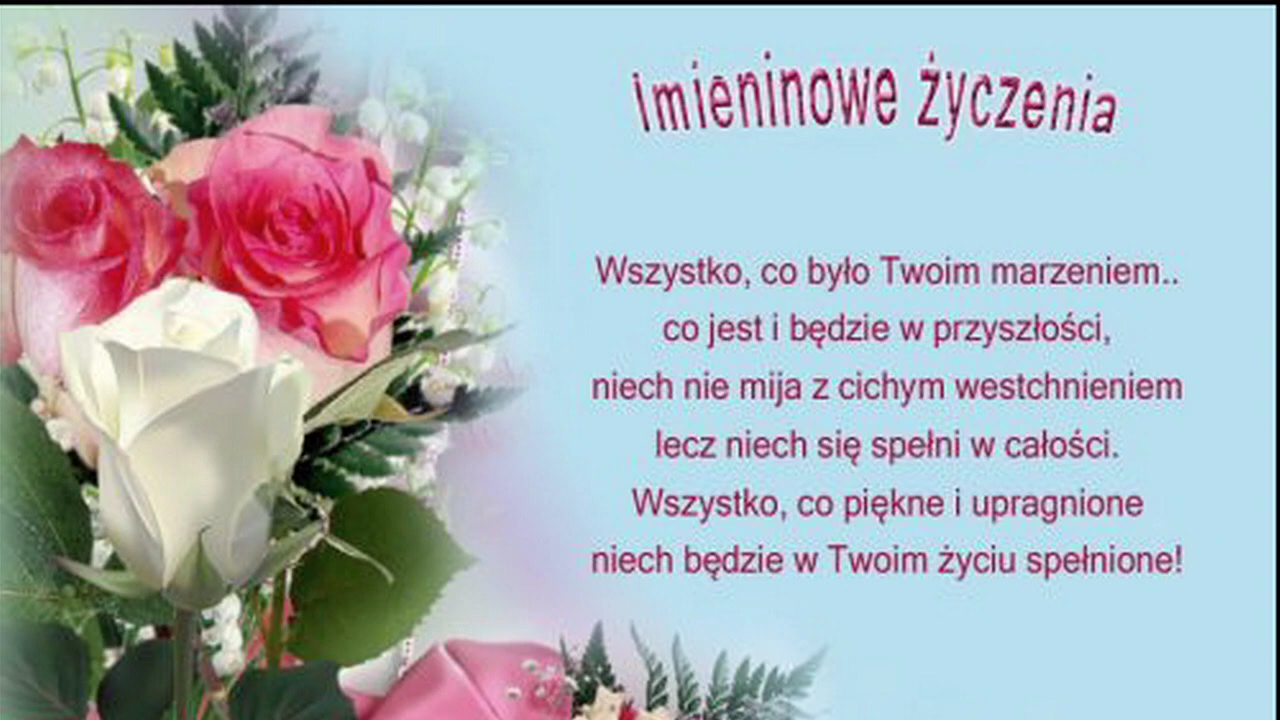 Imieninowe życzenia
Wszystko, co było Twoim marzeniem..
co jest i będzie w przyszłości,
niech nie mija z cichym westchnieniem
lecz niech się spełni w całości.
Wszystko, co piękne i upragnione
niech będzie w Twoim życiu spełnione!